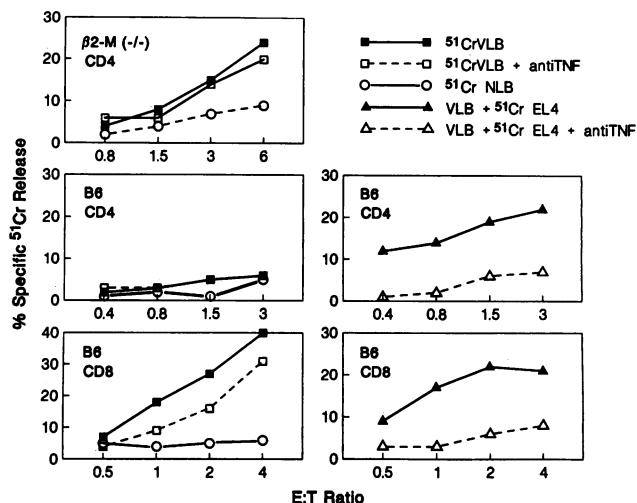 % Specific ⁵¹Cr Release
β2-M (-/-)
CD4
30
20
10
0
0.8 1.5 3 6
⁵¹CrVLB
⁵¹CrVLB + antiTNF
⁵¹Cr NLB
VLB + ⁵¹Cr EL4
VLB + ⁵¹Cr EL4 + antiTNF
B6
CD4
30
20
10
0
0.4 0.8 1.5 3
B6
CD4
30
20
10
0
0.4 0.8 1.5 3
B6
CD8
40
30
20
10
0
0.5 1 2 4
B6
CD8
30
20
10
0
0.5 1 2 4
E:T Ratio